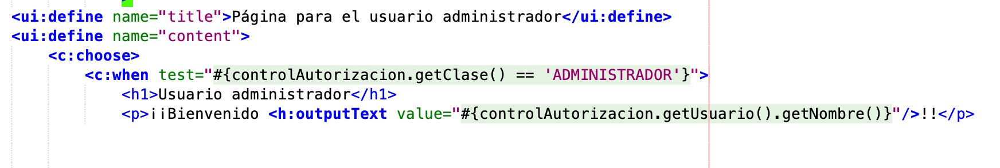 <ui:define name="title">Página para el usuario administrador</ui:define>
<ui:define name="content">
<c:choose>
<c:when test="#{controlAutorizacion.getClase() == 'ADMINISTRADOR'}">
<h1>Usuario administrador</h1>
<p>¡¡Bienvenido <h:outputText value="#{controlAutorizacion.getUsuario().getNombre()}"/>!!</p>